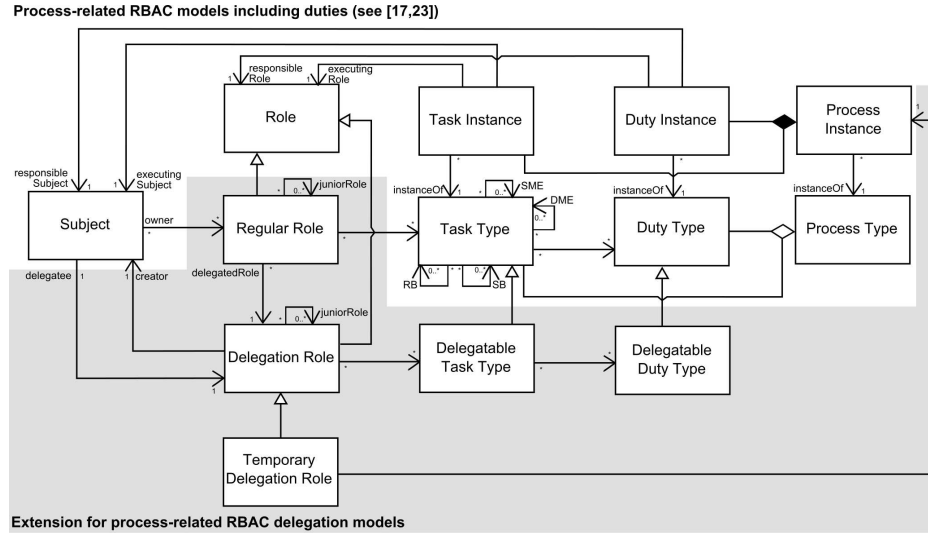 Process-related RBAC models including duties (see [17,23])
responsible
Role
1
executing
Role
1
Role
Task Instance
Duty Instance
Process
Instance
1
*
*
*
responsible
Subject
1
executing
Subject
1
* 0..* juniorRole
instanceOf 1
* 0..* SME
DME
0..*
*
instanceOf 1
instanceOf 1
Subject
owner
*
*
Regular Role
*
*
Task Type
*
*
Duty Type
Process Type
delegatee 1
1 creator
delegatedRole *
RB 0..* * * 0..* SB
1
* 0..* juniorRole
Delegation Role
*
*
Delegatable
Task Type
*
*
Delegatable
Duty Type
1
Temporary
Delegation Role
Extension for process-related RBAC delegation models